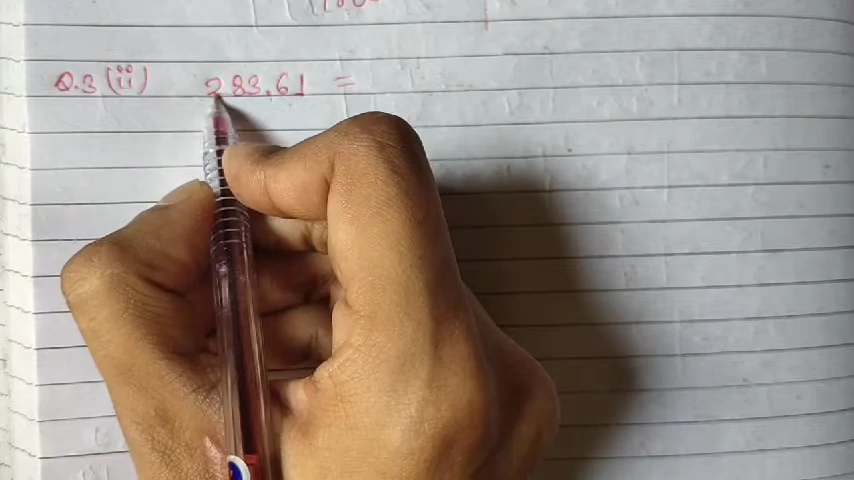 Q.3 (ii) 283.61 =